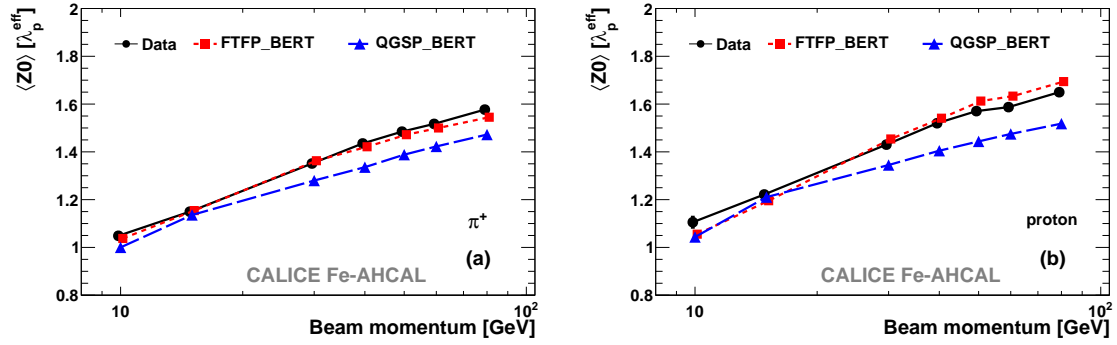 ⟨Z0⟩ [λ_p^eff]
2
1.8
1.6
1.4
1.2
1
0.8
Data
FTFP_BERT
QGSP_BERT
π⁺
(a)
CALICE Fe-AHCAL
10
10²
Beam momentum [GeV]
⟨Z0⟩ [λ_p^eff]
2
1.8
1.6
1.4
1.2
1
0.8
Data
FTFP_BERT
QGSP_BERT
proton
(b)
CALICE Fe-AHCAL
10
10²
Beam momentum [GeV]